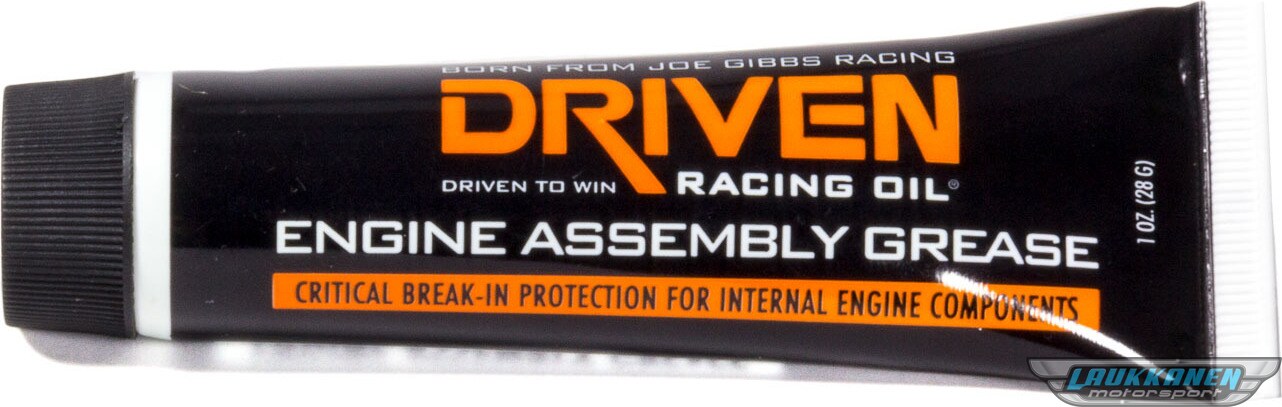 BORN FROM JOE GIBBS RACING
DRIVEN
DRIVEN TO WIN
RACING OIL®
ENGINE ASSEMBLY GREASE
CRITICAL BREAK-IN PROTECTION FOR INTERNAL ENGINE COMPONENTS
1 OZ. (28 G)
LAUKKANEN
motorsport